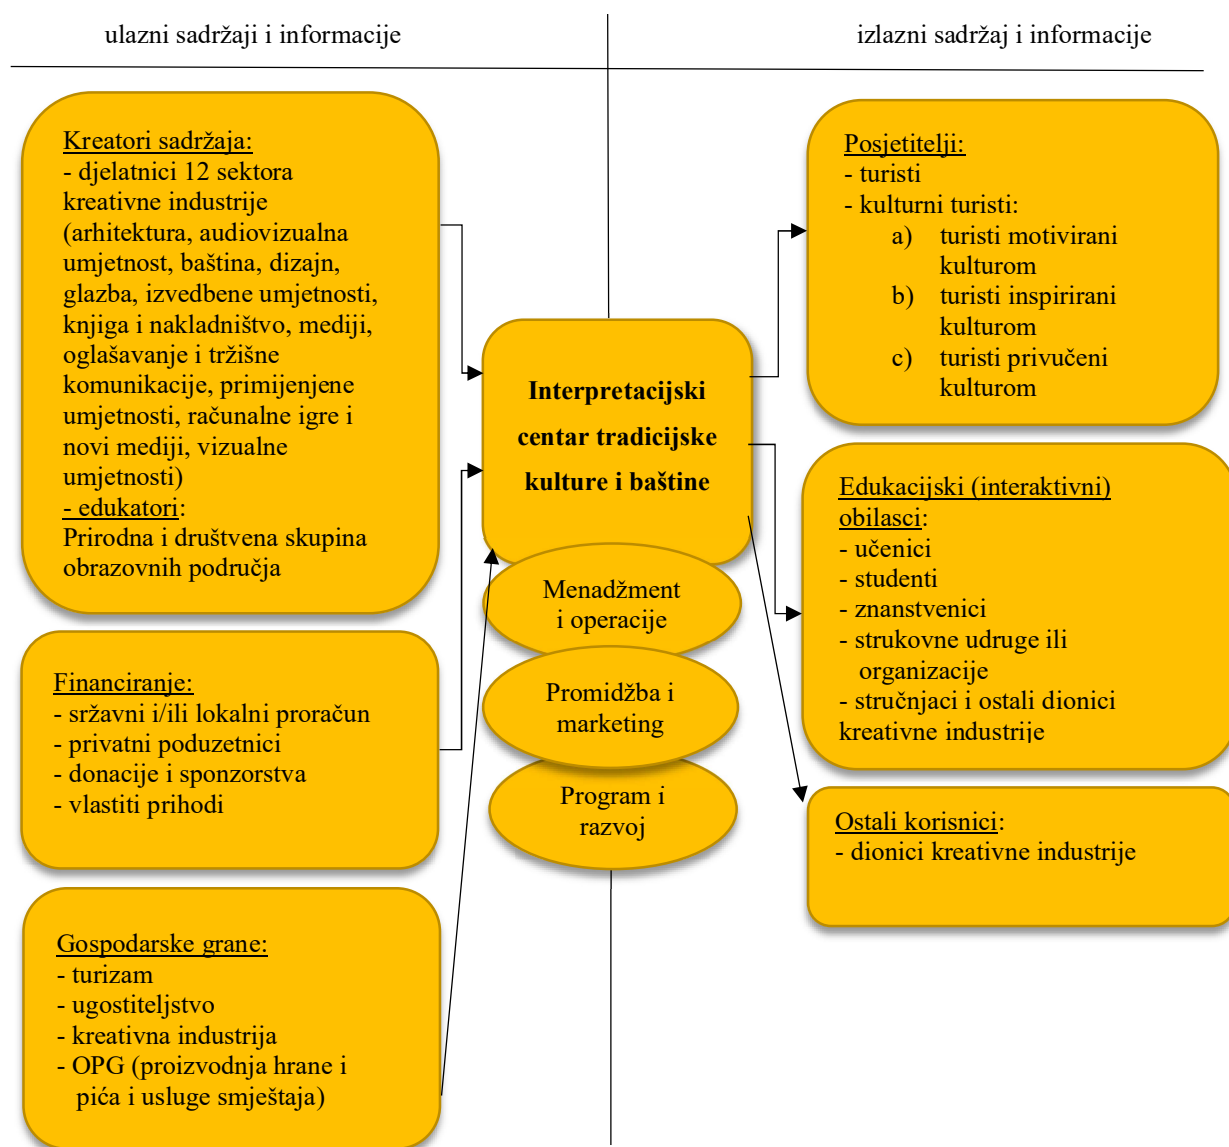 ulazni sadržaji i informacije
izlazni sadržaj i informacije
Kreatori sadržaja:
- djelatnici 12 sektora
kreativne industrije
(arhitektura, audiovizualna
umjetnost, baština, dizajn,
glazba, izvedbene umjetnosti,
knjiga i nakladništvo, mediji,
oglašavanje i tržišne
komunikacije, primijenjene
umjetnosti, računalne igre i
novi mediji, vizualne
umjetnosti)
- edukatori:
Prirodna i društvena skupina
obrazovnih područja
Financiranje:
- sržavni i/ili lokalni proračun
- privatni poduzetnici
- donacije i sponzorstva
- vlastiti prihodi
Gospodarske grane:
- turizam
- ugostiteljstvo
- kreativna industrija
- OPG (proizvodnja hrane i
pića i usluge smještaja)
Interpretacijski
centar tradicijske
kulture i baštine
Menadžment
i operacije
Promidžba i
marketing
Program i
razvoj
Posjetitelji:
- turisti
- kulturni turisti:
a) turisti motivirani
kulturom
b) turisti inspirirani
kulturom
c) turisti privučeni
kulturom
Edukacijski (interaktivni)
obilasci:
- učenici
- studenti
- znanstvenici
- strukovne udruge ili
organizacije
- stručnjaci i ostali dionici
kreativne industrije
Ostali korisnici:
- dionici kreativne industrije